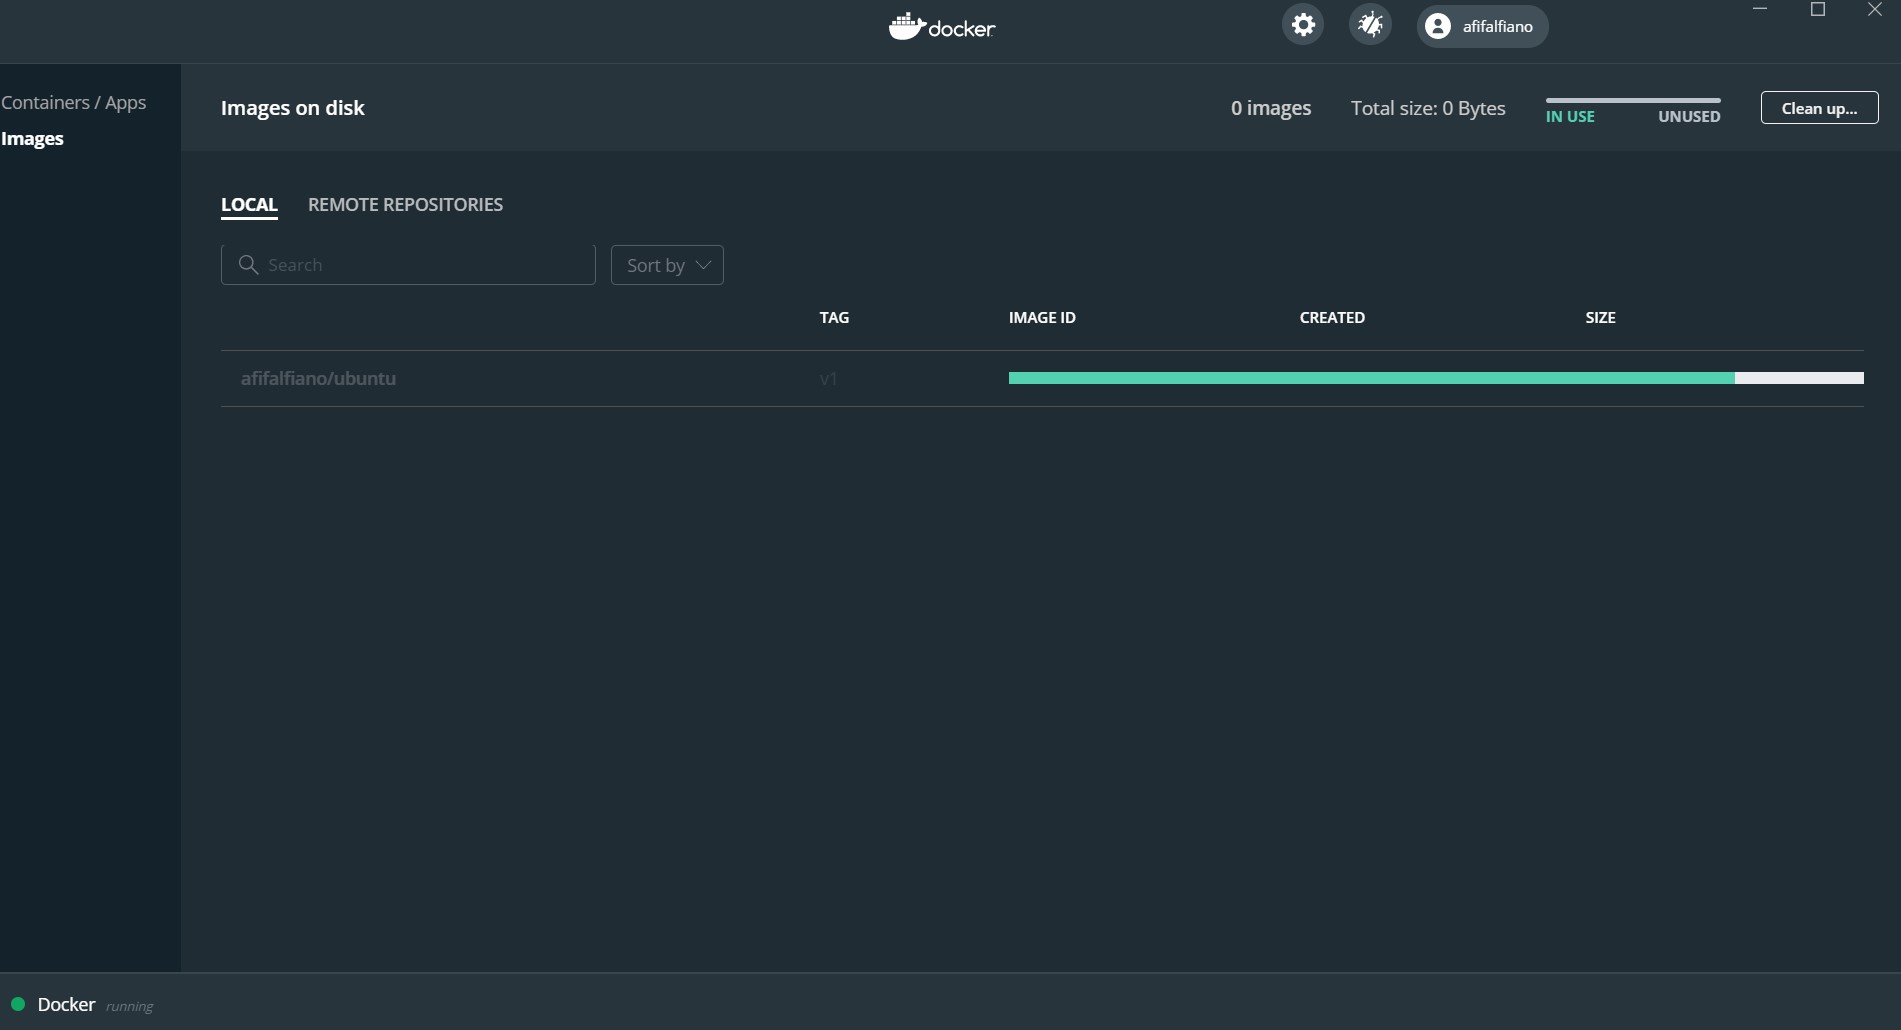 docker
afifalfiano
Containers / Apps
Images
Images on disk
0 images
Total size: 0 Bytes
IN USE
UNUSED
Clean up...
LOCAL
REMOTE REPOSITORIES
Search
Sort by
TAG
IMAGE ID
CREATED
SIZE
afifalfiano/ubuntu
v1
Docker running